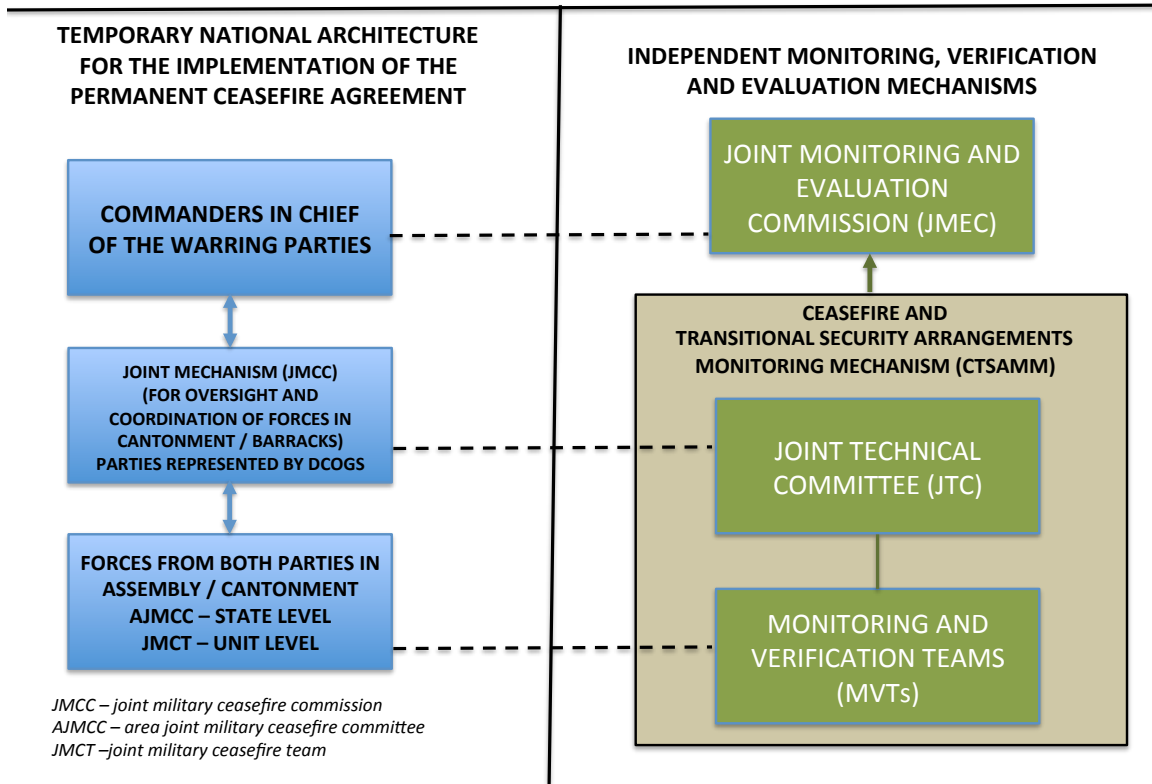 TEMPORARY NATIONAL ARCHITECTURE
FOR THE IMPLEMENTATION OF THE
PERMANENT CEASEFIRE AGREEMENT
COMMANDERS IN CHIEF
OF THE WARRING PARTIES
JOINT MECHANISM (JMCC)
(FOR OVERSIGHT AND
COORDINATION OF FORCES IN
CANTONMENT / BARRACKS)
PARTIES REPRESENTED BY DCOGS
FORCES FROM BOTH PARTIES IN
ASSEMBLY / CANTONMENT
AJMCC – STATE LEVEL
JMCT – UNIT LEVEL
JMCC – joint military ceasefire commission
AJMCC – area joint military ceasefire committee
JMCT –joint military ceasefire team
INDEPENDENT MONITORING, VERIFICATION
AND EVALUATION MECHANISMS
JOINT MONITORING AND
EVALUATION
COMMISSION (JMEC)
CEASEFIRE AND
TRANSITIONAL SECURITY ARRANGEMENTS
MONITORING MECHANISM (CTSAMM)
JOINT TECHNICAL
COMMITTEE (JTC)
MONITORING AND
VERIFICATION TEAMS
(MVTs)